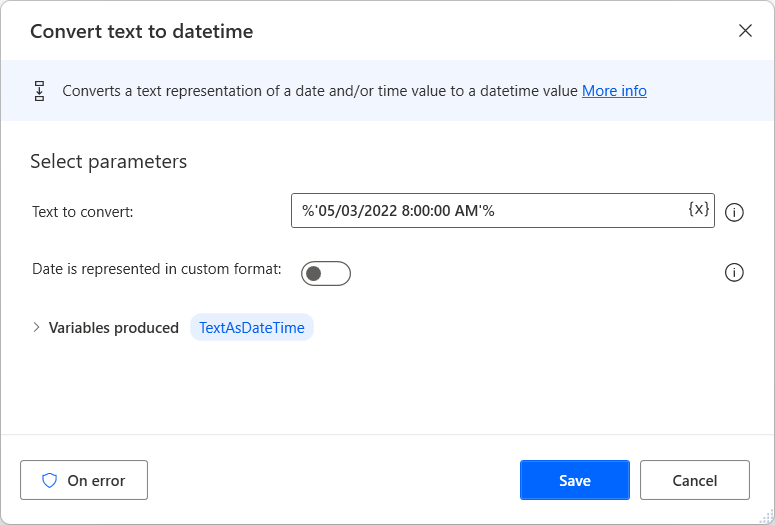 Convert text to datetime
Converts a text representation of a date and/or time value to a datetime value More info
Select parameters
Text to convert: %'05/03/2022 8:00:00 AM'% {x}
Date is represented in custom format:
Variables produced TextAsDateTime
On error Save Cancel